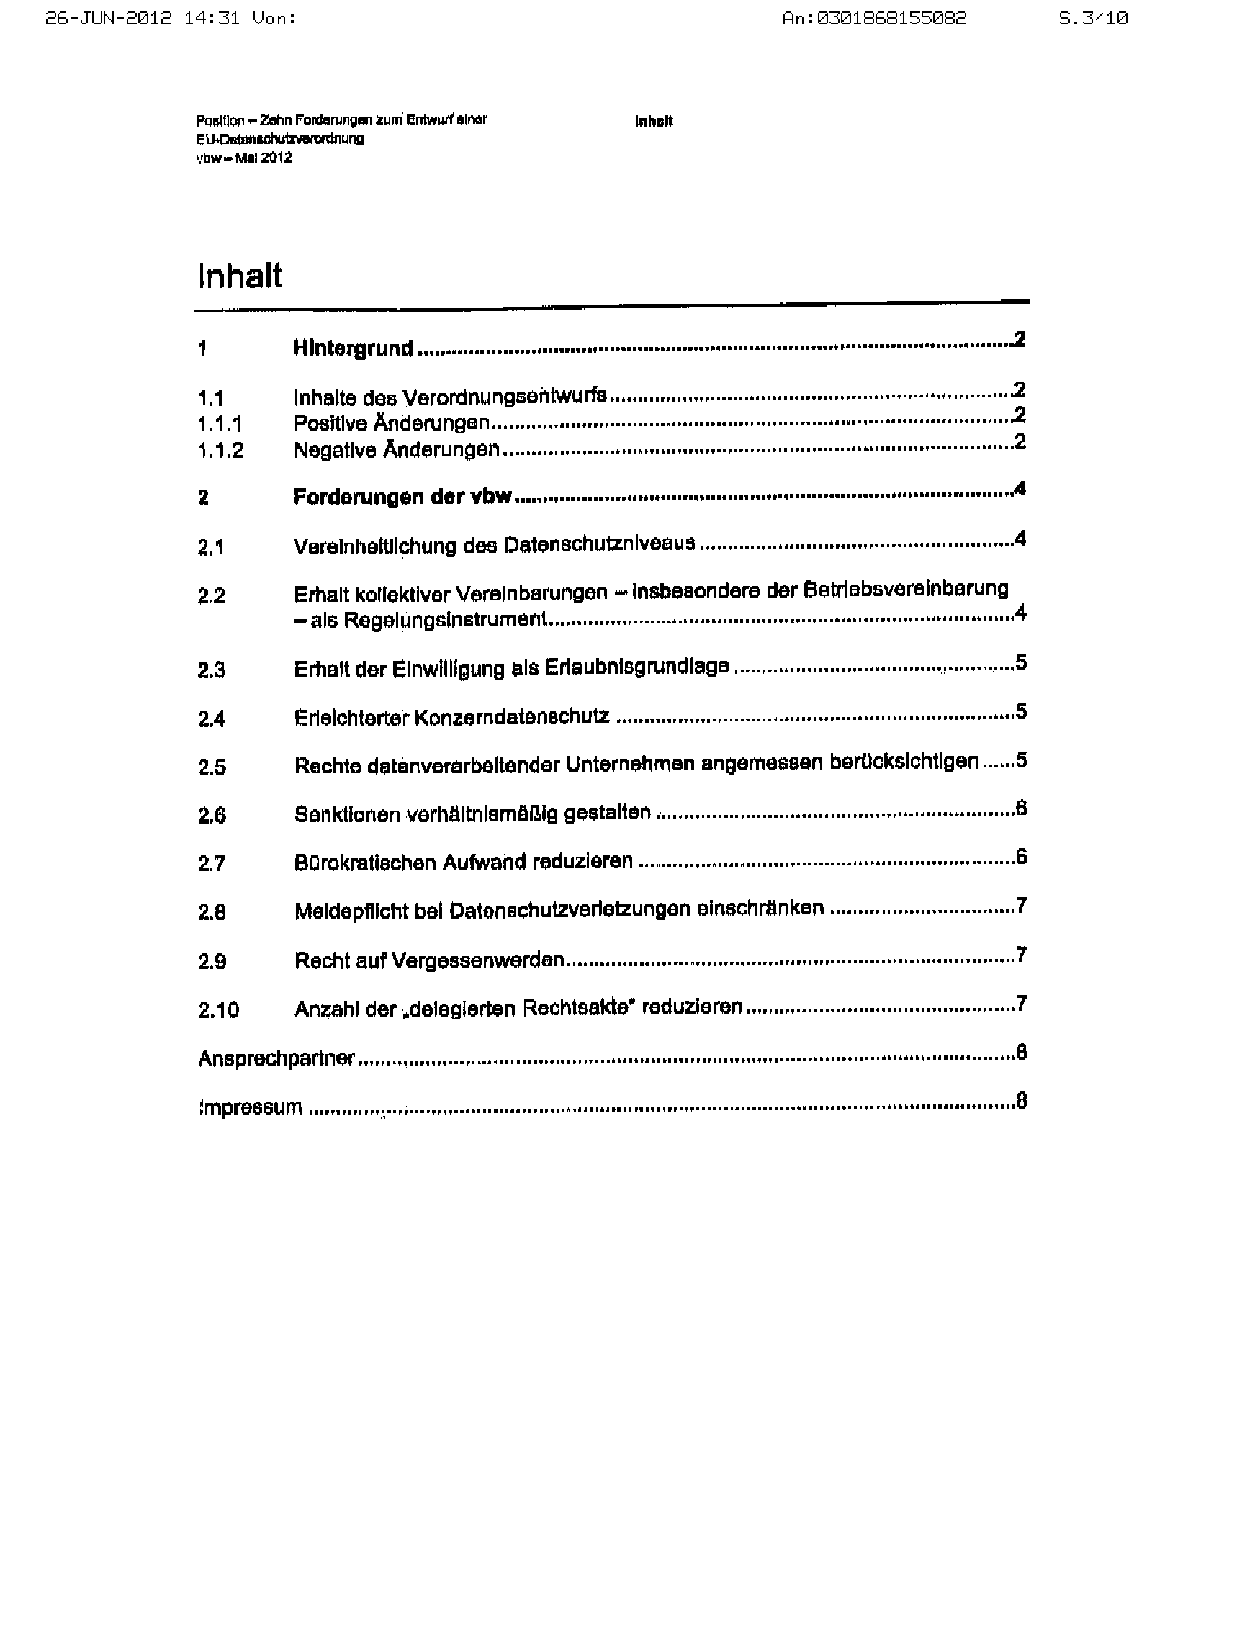 26-JUN-2012 14:31 Von: An:0301868155082 S.3/10
Position – Zehn Forderungen zum Entwurf einer Inhalt
EU-Datenschutzverordnung
vbw – Mai 2012
Inhalt
1 Hintergrund ........ 2
1.1 Inhalte des Verordnungsentwurfs ........ 2
1.1.1 Positive Änderungen ........ 2
1.1.2 Negative Änderungen ........ 2
2 Forderungen der vbw ........ 4
2.1 Vereinheitlichung des Datenschutzniveaus ........ 4
2.2 Erhalt kollektiver Vereinbarungen – insbesondere der Betriebsvereinbarung
– als Regelungsinstrument ........ 4
2.3 Erhalt der Einwilligung als Erlaubnisgrundlage ........ 5
2.4 Erleichterter Konzerndatenschutz ........ 5
2.5 Rechte datenverarbeitender Unternehmen angemessen berücksichtigen ...... 5
2.6 Sanktionen verhältnismäßig gestalten ........ 6
2.7 Bürokratischen Aufwand reduzieren ........ 6
2.8 Meldepflicht bei Datenschutzverletzungen einschränken ........ 7
2.9 Recht auf Vergessenwerden ........ 7
2.10 Anzahl der „delegierten Rechtsakte" reduzieren ........ 7
Ansprechpartner ........ 8
Impressum ........ 8